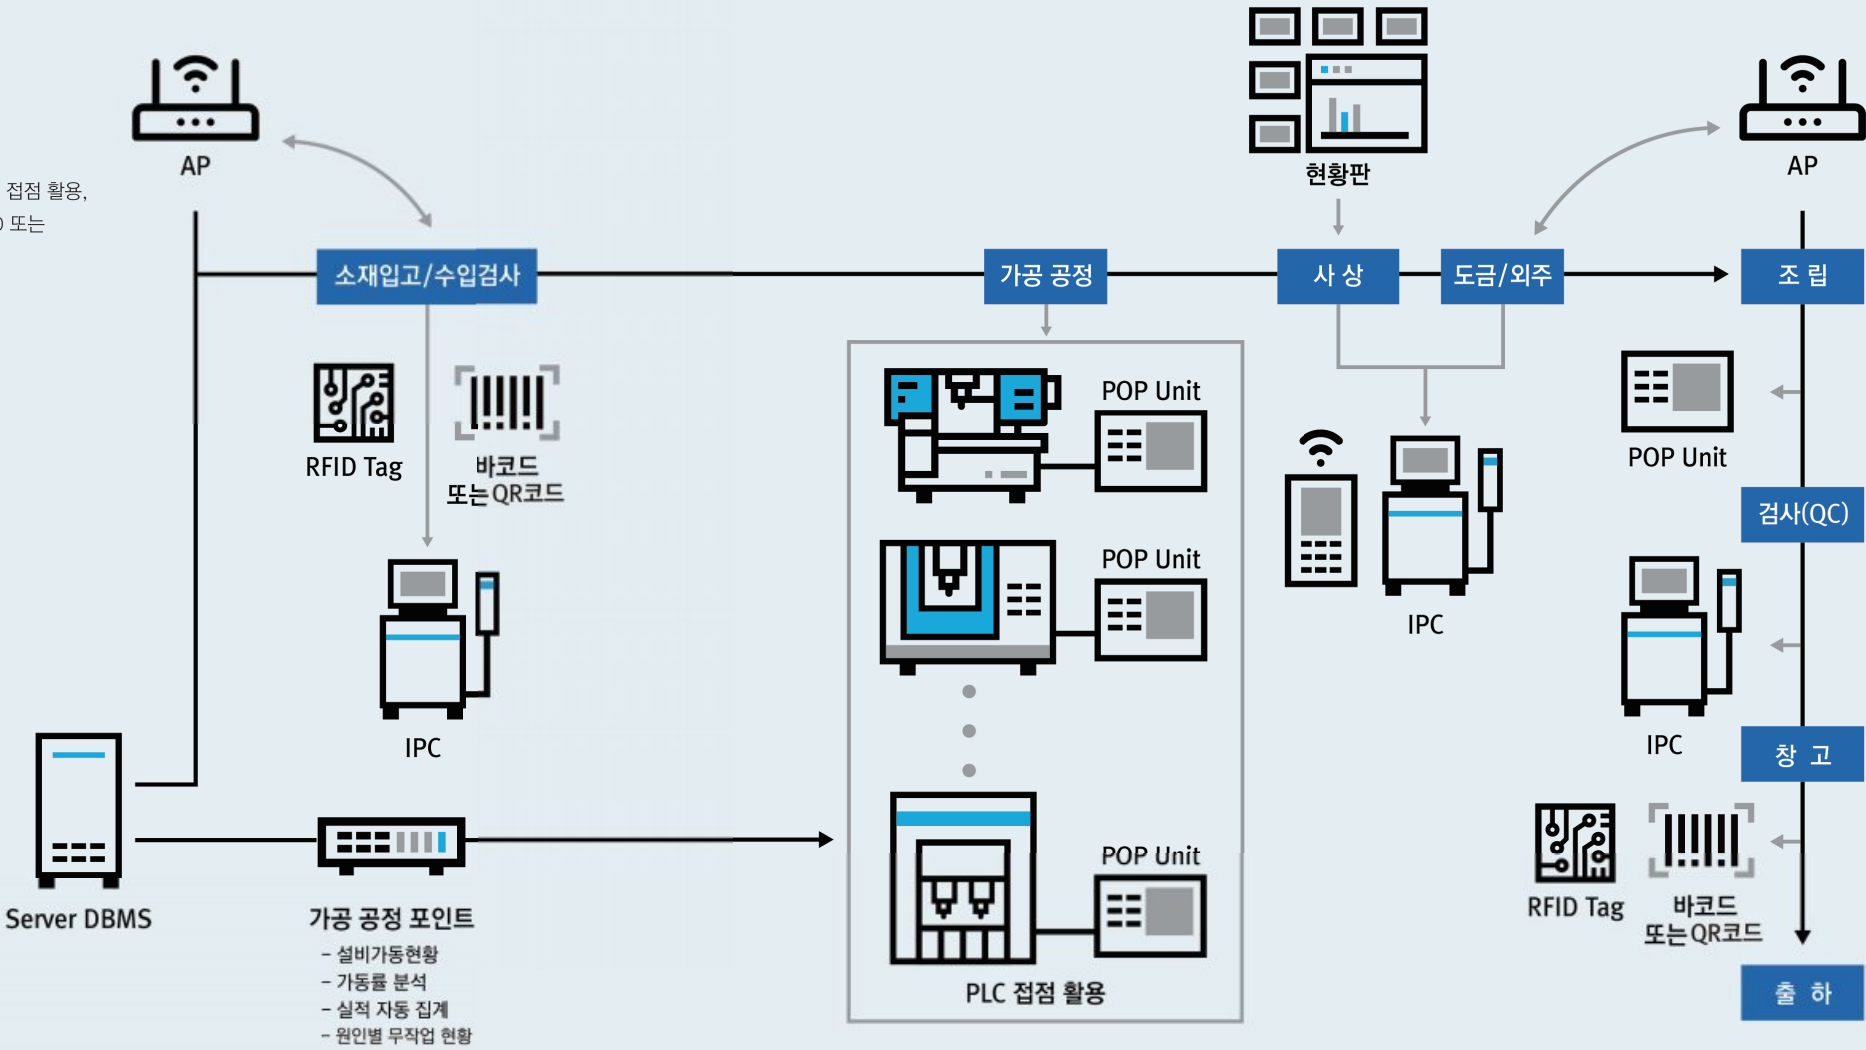 AP
접점 활용,
) 또는
현황판
AP
소재입고/수입검사
가공 공정
사 상
도금/외주
조 립
RFID Tag
바코드
또는 QR코드
IPC
POP Unit
POP Unit
POP Unit
PLC 접점 활용
IPC
POP Unit
검사(QC)
IPC
창 고
RFID Tag
바코드
또는 QR코드
출 하
Server DBMS
가공 공정 포인트
- 설비가동현황
- 가동률 분석
- 실적 자동 집계
- 원인별 무작업 현황